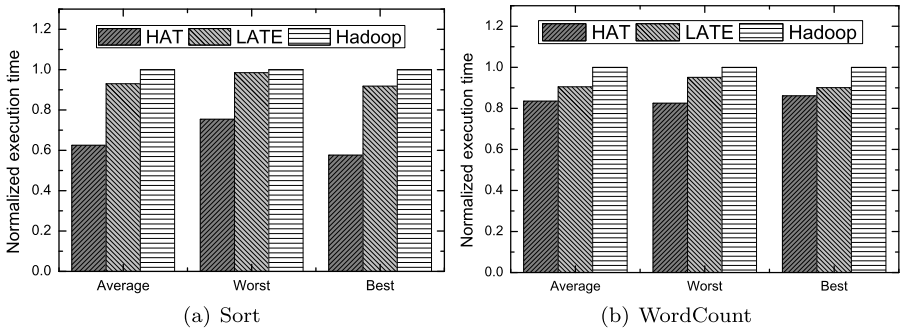 Normalized execution time
1.2
1.0
0.8
0.6
0.4
0.2
0.0
HAT LATE Hadoop
Average Worst Best
(a) Sort
Normalized execution time
1.2
1.0
0.8
0.6
0.4
0.2
0.0
HAT LATE Hadoop
Average Worst Best
(b) WordCount